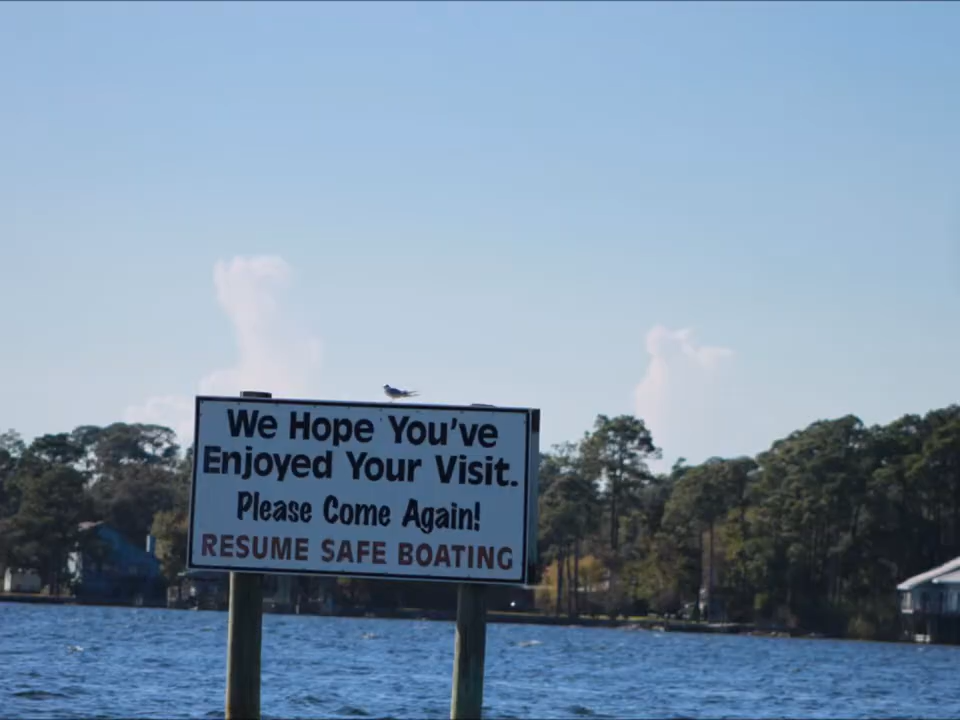 We Hope You've
Enjoyed Your Visit.
Please Come Again!
RESUME SAFE BOATING